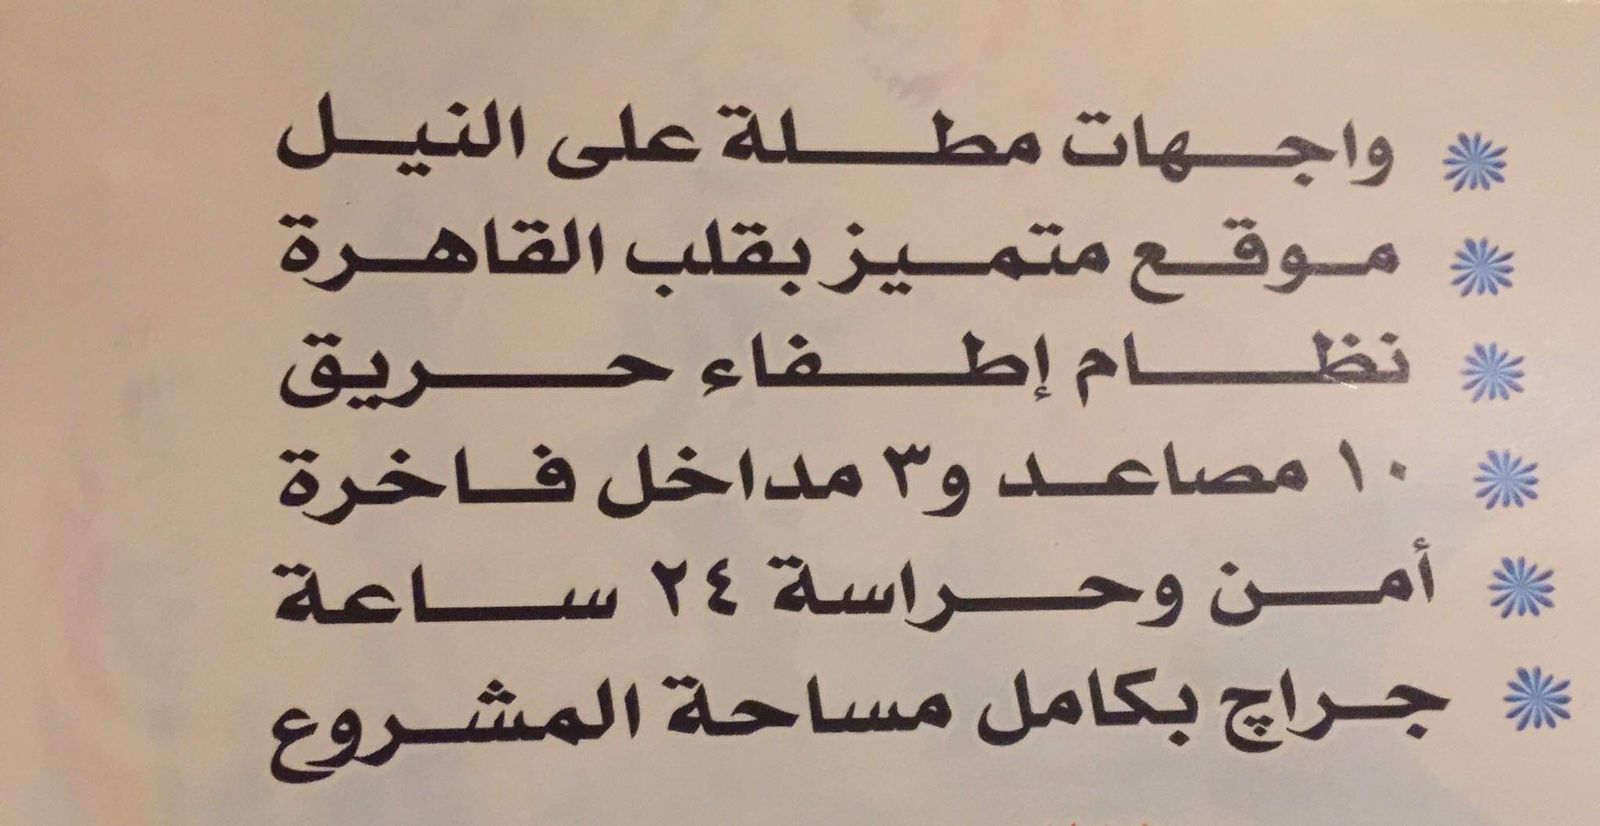 واجهات مطلة على النيل
موقع متميز بقلب القاهرة
نظام إطفاء حريق
١٠ مصاعد و٣ مداخل فاخرة
أمن وحراسة ٢٤ ساعة
جراچ بكامل مساحة المشروع